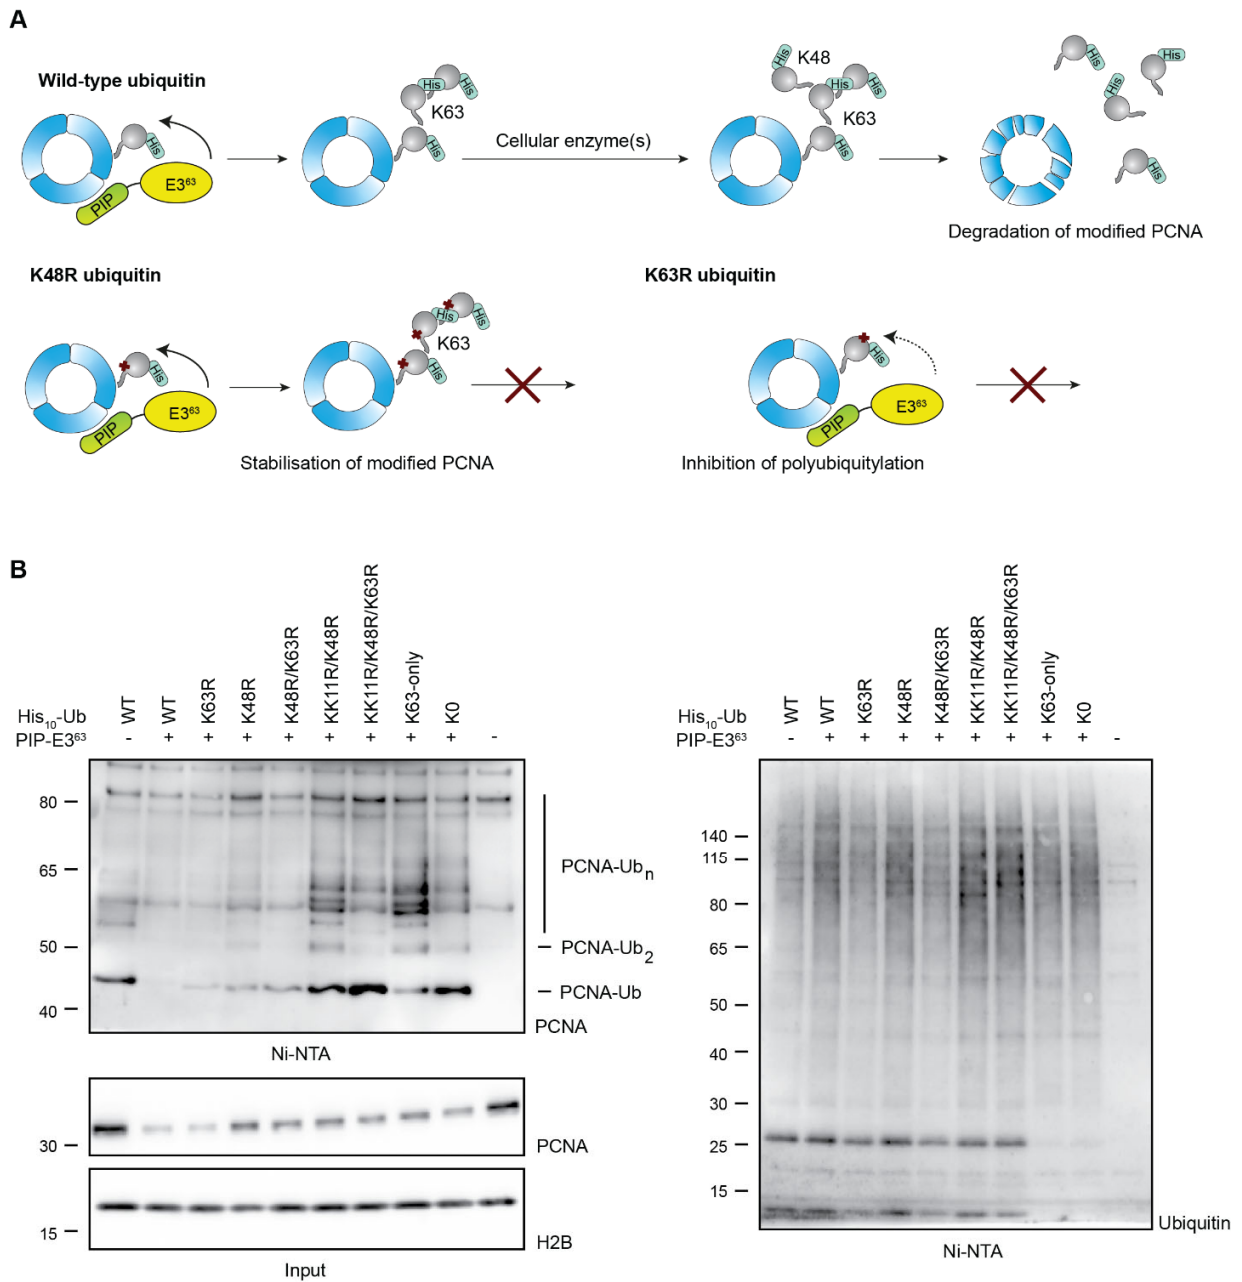 A
Wild-type ubiquitin
His
PIP
E3⁶³
His
His
His
K63
Cellular enzyme(s)
His
K48
His
His
K63
His
His
His
His
His
Degradation of modified PCNA
K48R ubiquitin
His
PIP
E3⁶³
His
His
His
K63
Stabilisation of modified PCNA
K63R ubiquitin
His
PIP
E3⁶³
Inhibition of polyubiquitylation
B
His₁₀-Ub WT WT K63R K48R K48R/K63R KK11R/K48R KK11R/K48R/K63R K63-only K0
PIP-E3⁶³ - + + + + + + + + -
80
65
50
40
PCNA-Ubₙ
PCNA-Ub₂
PCNA-Ub
PCNA
Ni-NTA
30
PCNA
15
H2B
Input
His₁₀-Ub WT WT K63R K48R K48R/K63R KK11R/K48R KK11R/K48R/K63R K63-only K0
PIP-E3⁶³ - + + + + + + + + -
140
115
80
65
50
40
30
25
15
Ubiquitin
Ni-NTA